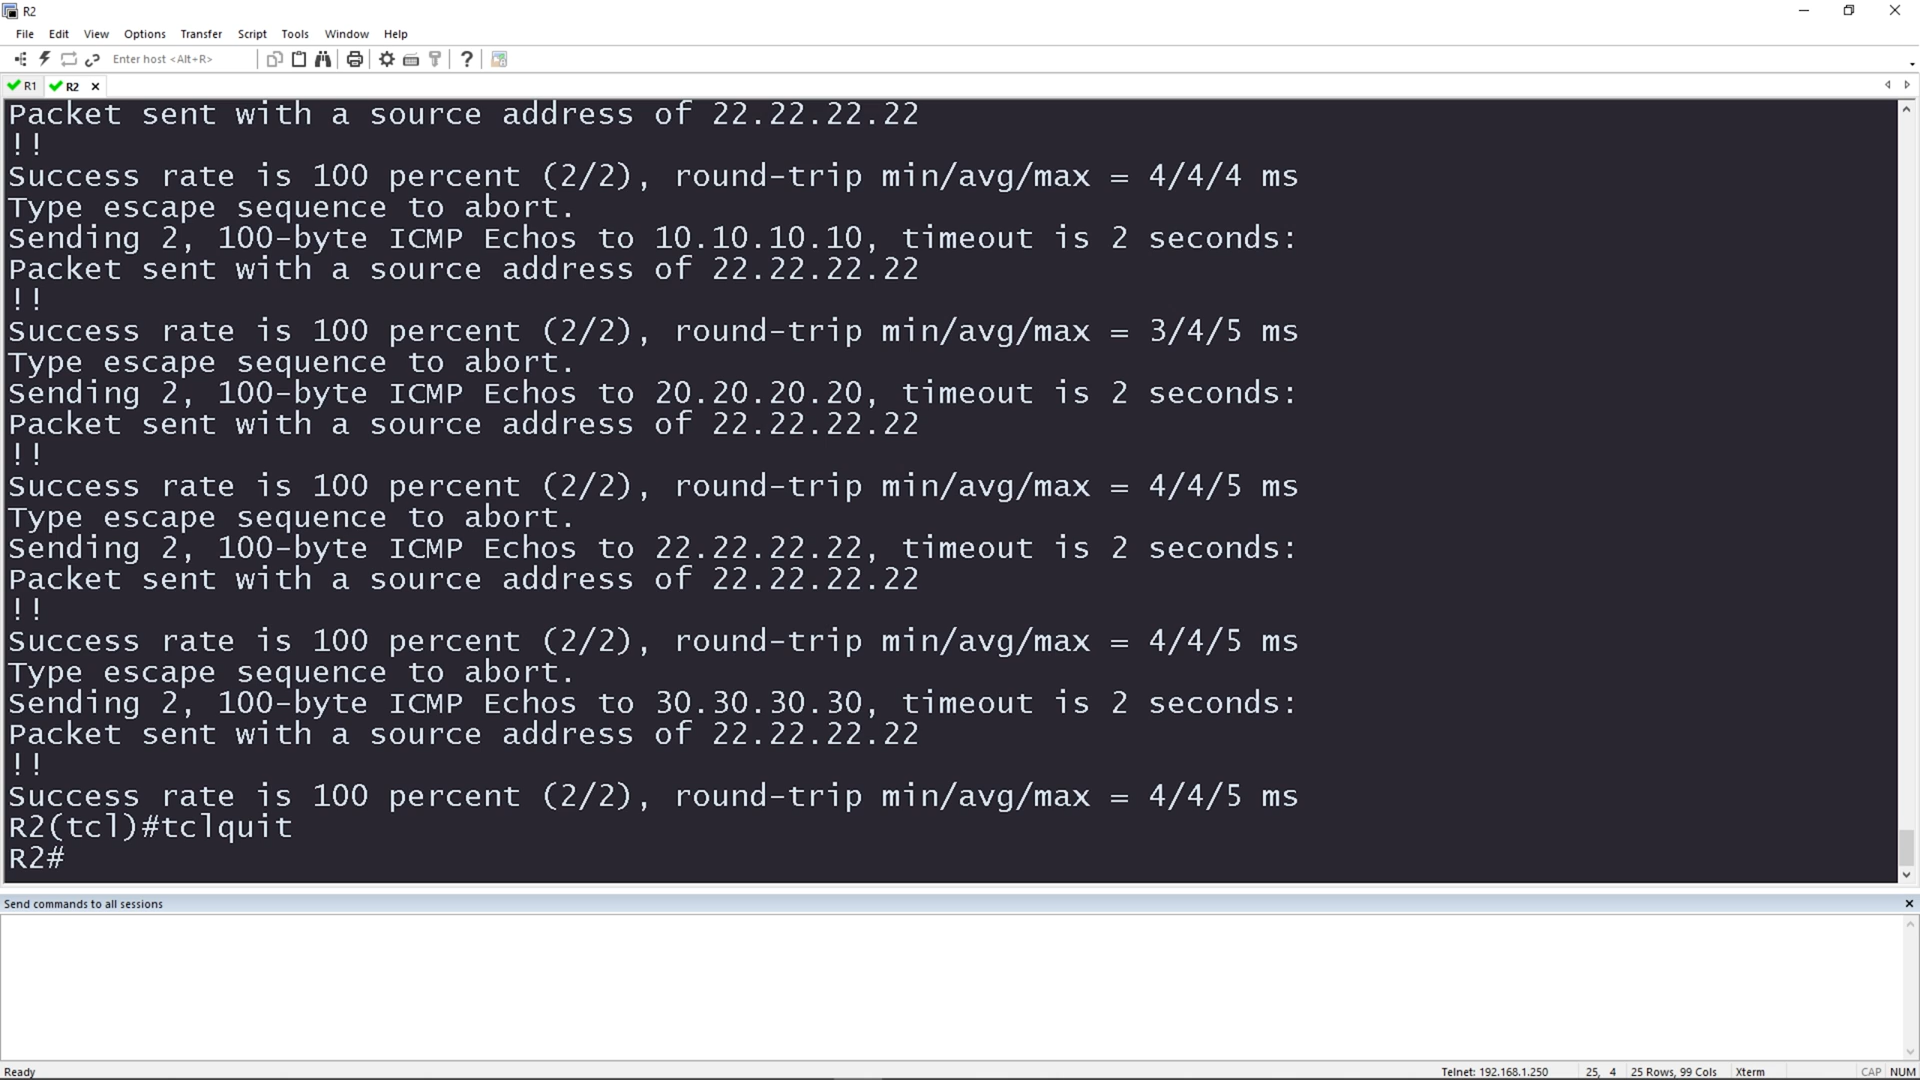 R2
File Edit View Options Transfer Script Tools Window Help
Enter host <Alt+R>
R1 R2
Packet sent with a source address of 22.22.22.22
!!
Success rate is 100 percent (2/2), round-trip min/avg/max = 4/4/4 ms
Type escape sequence to abort.
Sending 2, 100-byte ICMP Echos to 10.10.10.10, timeout is 2 seconds:
Packet sent with a source address of 22.22.22.22
!!
Success rate is 100 percent (2/2), round-trip min/avg/max = 3/4/5 ms
Type escape sequence to abort.
Sending 2, 100-byte ICMP Echos to 20.20.20.20, timeout is 2 seconds:
Packet sent with a source address of 22.22.22.22
!!
Success rate is 100 percent (2/2), round-trip min/avg/max = 4/4/5 ms
Type escape sequence to abort.
Sending 2, 100-byte ICMP Echos to 22.22.22.22, timeout is 2 seconds:
Packet sent with a source address of 22.22.22.22
!!
Success rate is 100 percent (2/2), round-trip min/avg/max = 4/4/5 ms
Type escape sequence to abort.
Sending 2, 100-byte ICMP Echos to 30.30.30.30, timeout is 2 seconds:
Packet sent with a source address of 22.22.22.22
!!
Success rate is 100 percent (2/2), round-trip min/avg/max = 4/4/5 ms
R2(tcl)#tclquit
R2#
Send commands to all sessions
Ready Telnet: 192.168.1.250 25, 4 25 Rows, 99 Cols Xterm CAP NUM